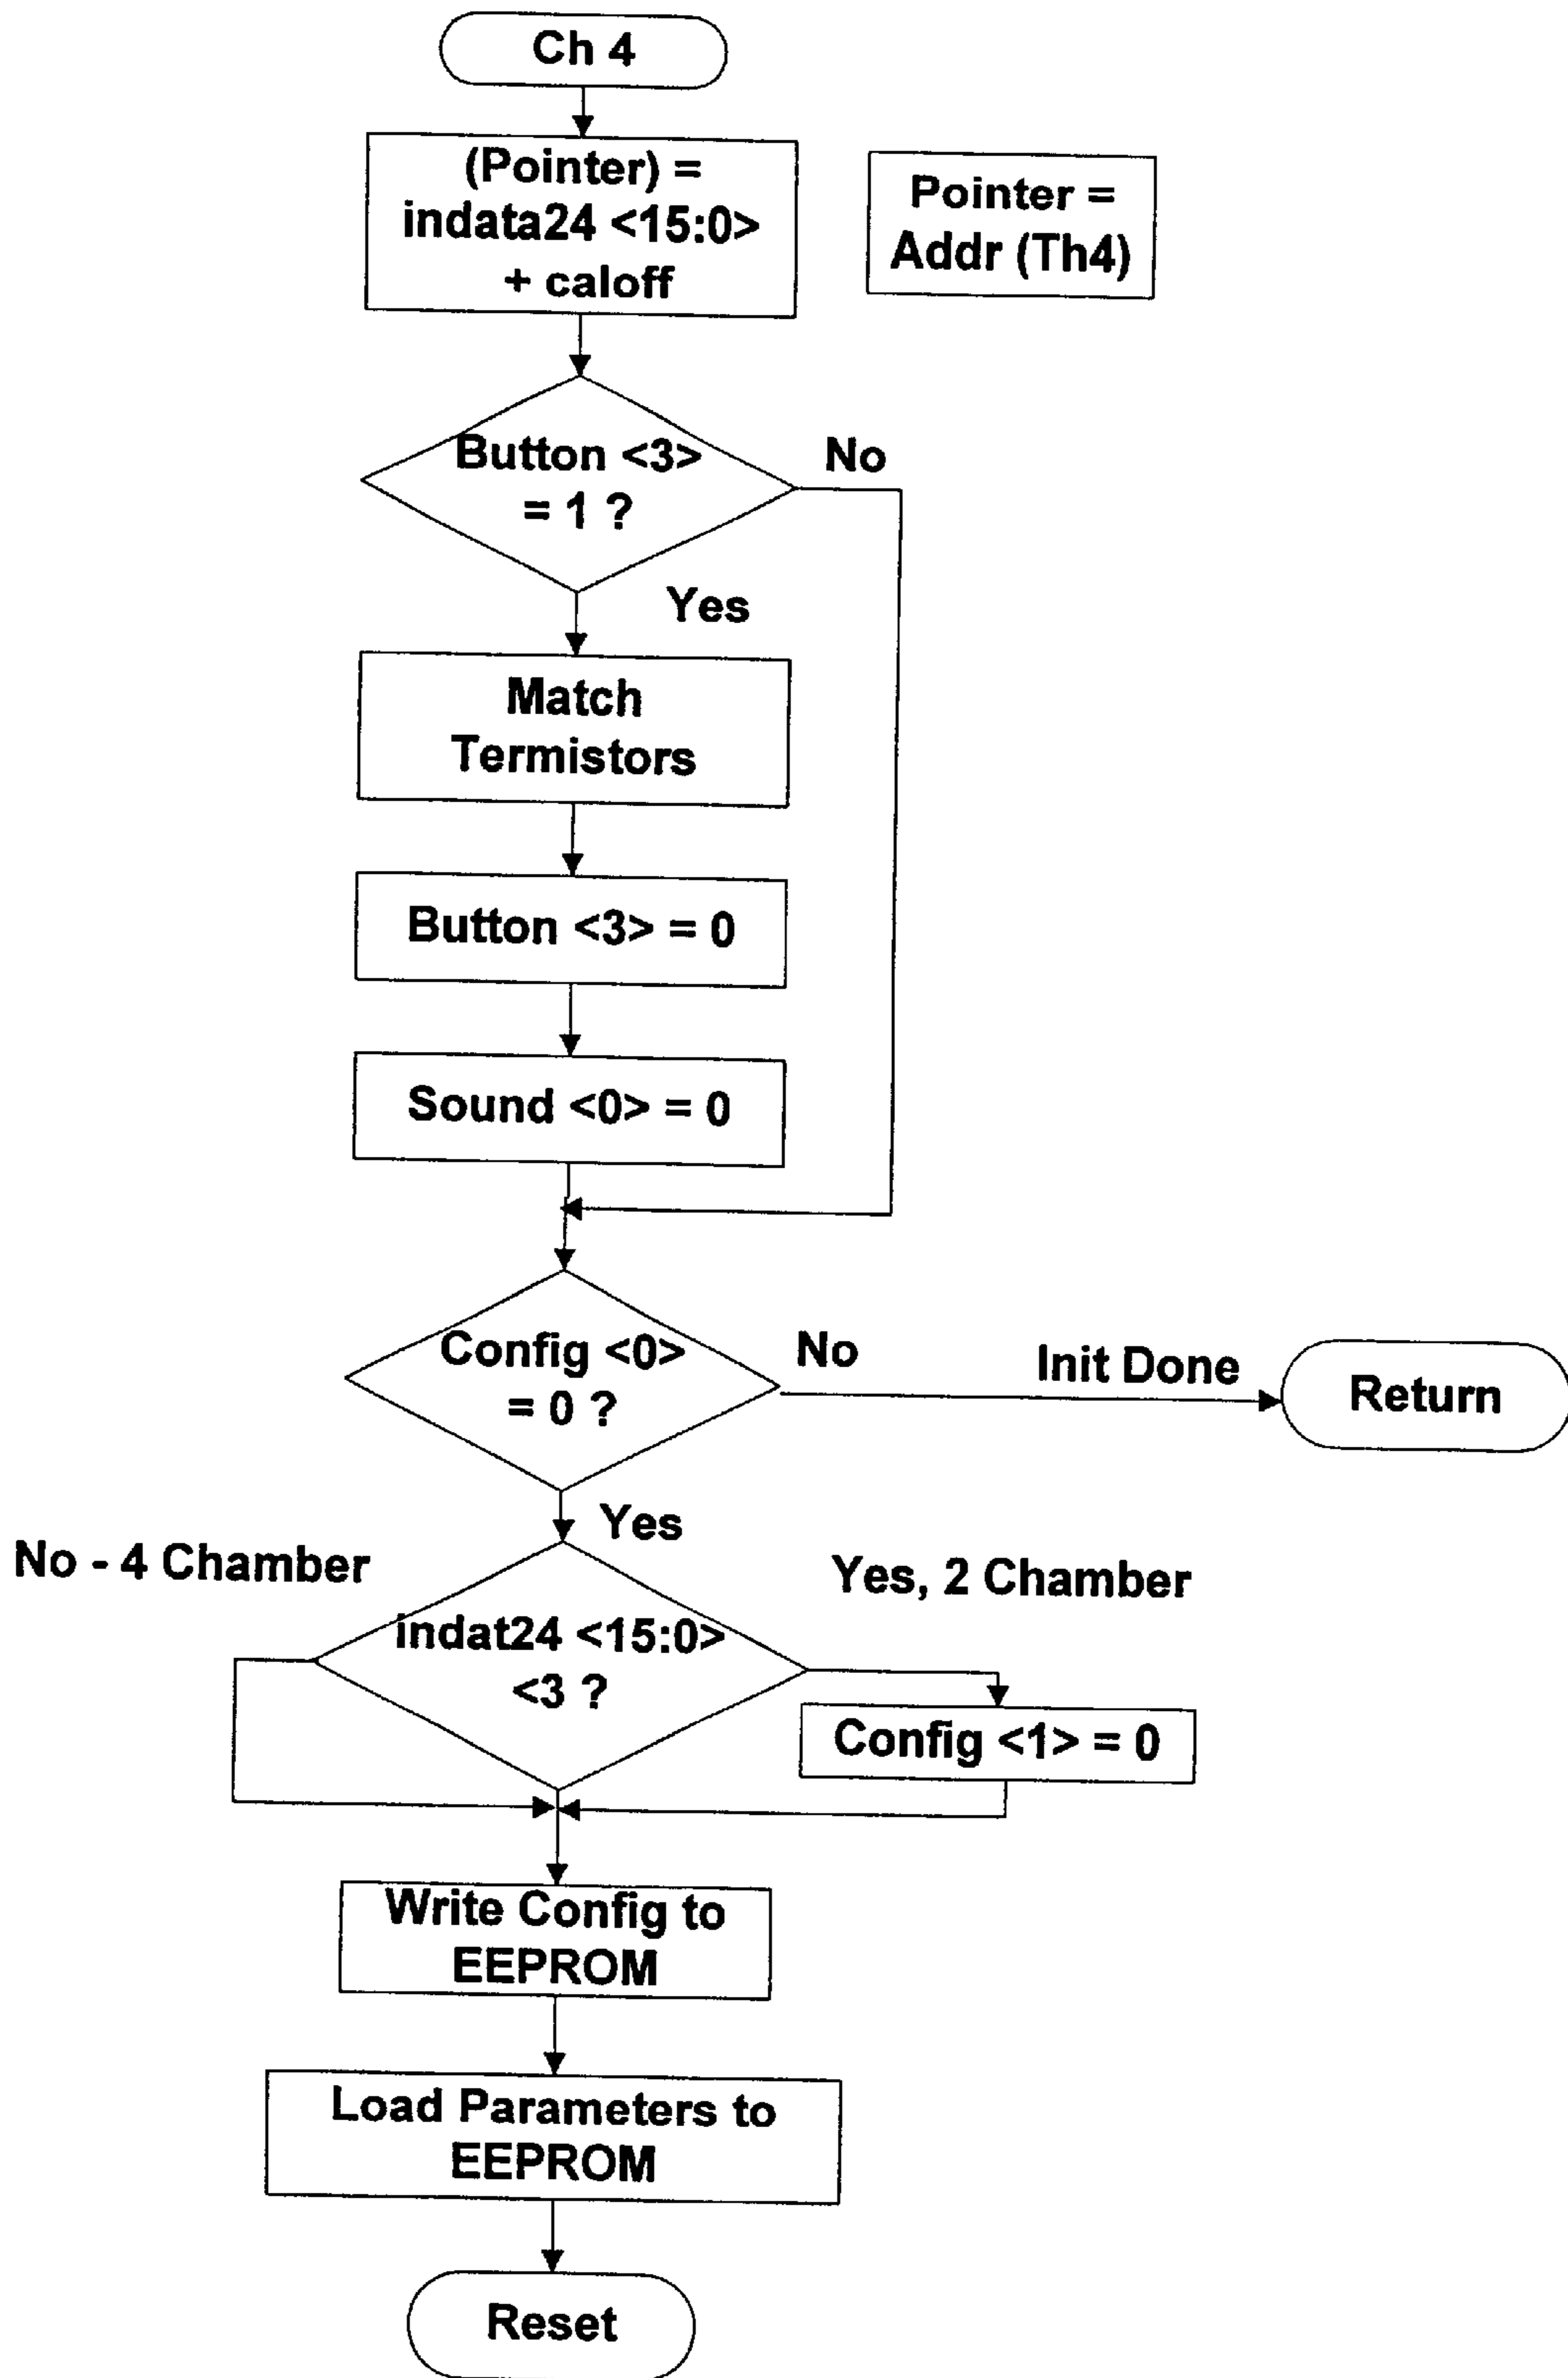 Ch 4
(Pointer) =
indata24 <15:0>
+ caloff
Pointer =
Addr (Th4)
Button <3>
= 1 ?
No
Yes
Match
Termistors
Button <3> = 0
Sound <0> = 0
Config <0>
= 0 ?
No
Init Done
Return
Yes
No - 4 Chamber
Yes, 2 Chamber
indat24 <15:0>
<3 ?
Config <1> = 0
Write Config to
EEPROM
Load Parameters to
EEPROM
Reset